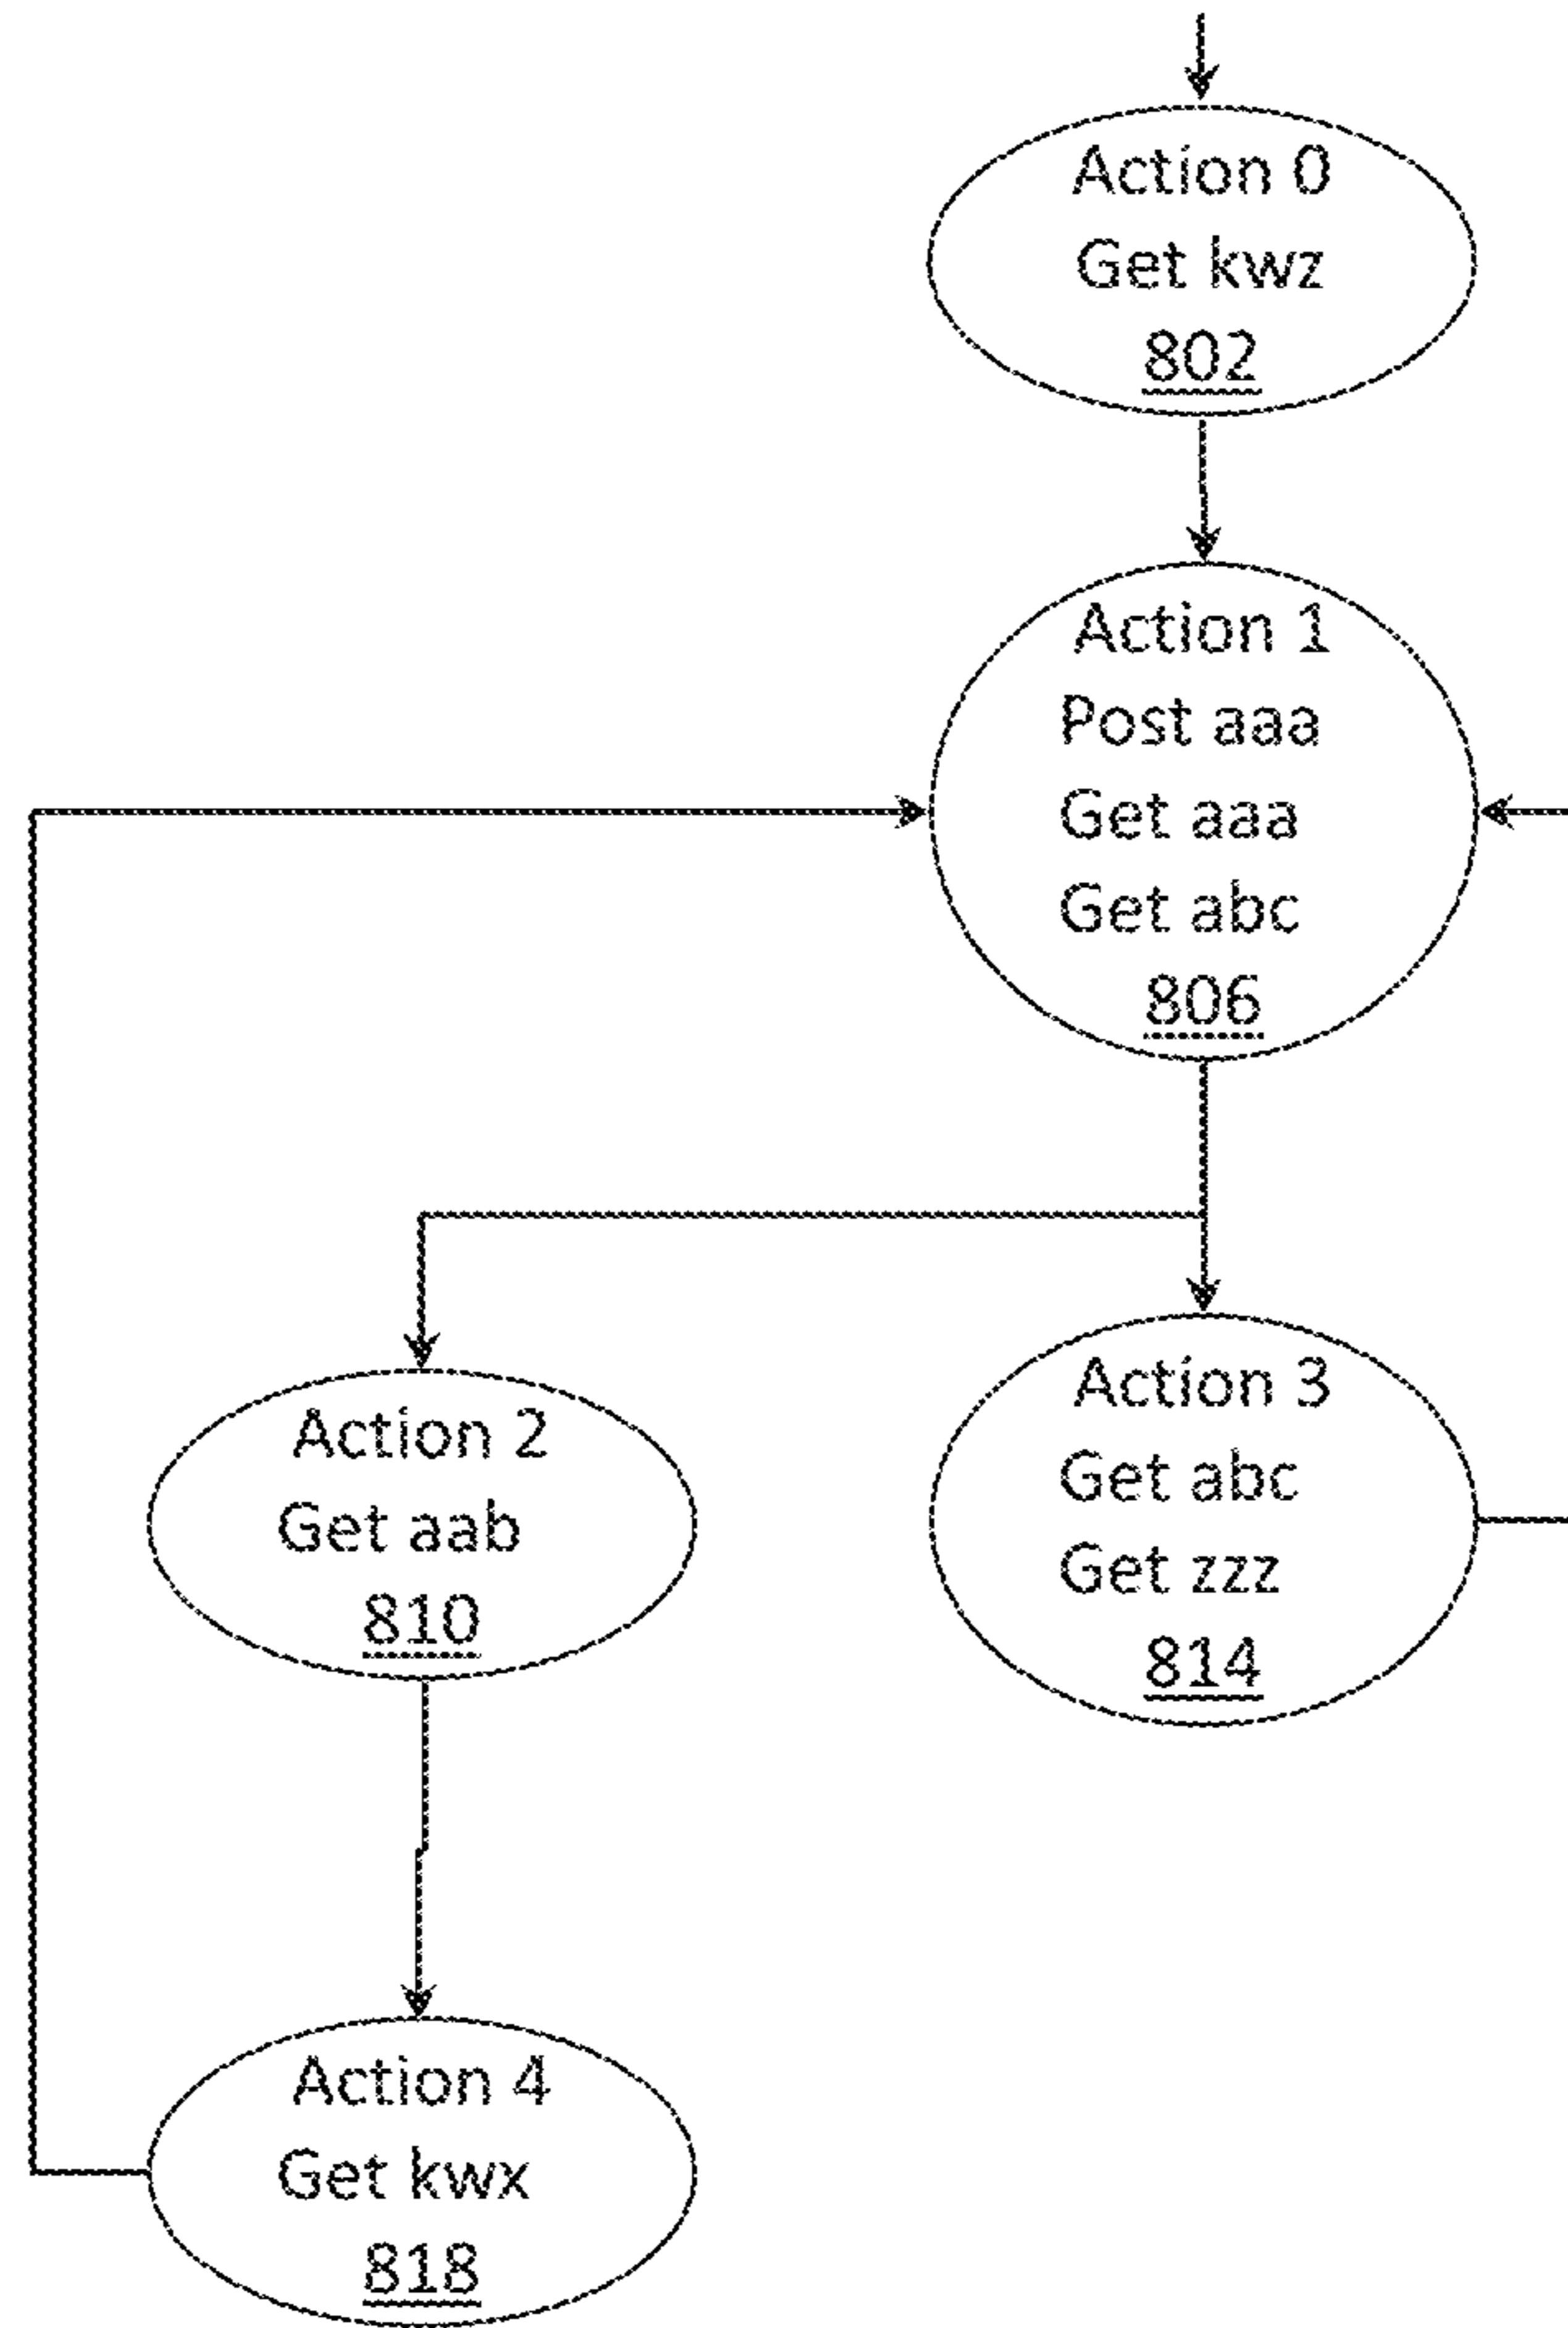 Action 0
Get kwz
802
Action 1
Post aaa
Get aaa
Get abc
806
Action 2
Get aab
810
Action 3
Get abc
Get zzz
814
Action 4
Get kwx
818